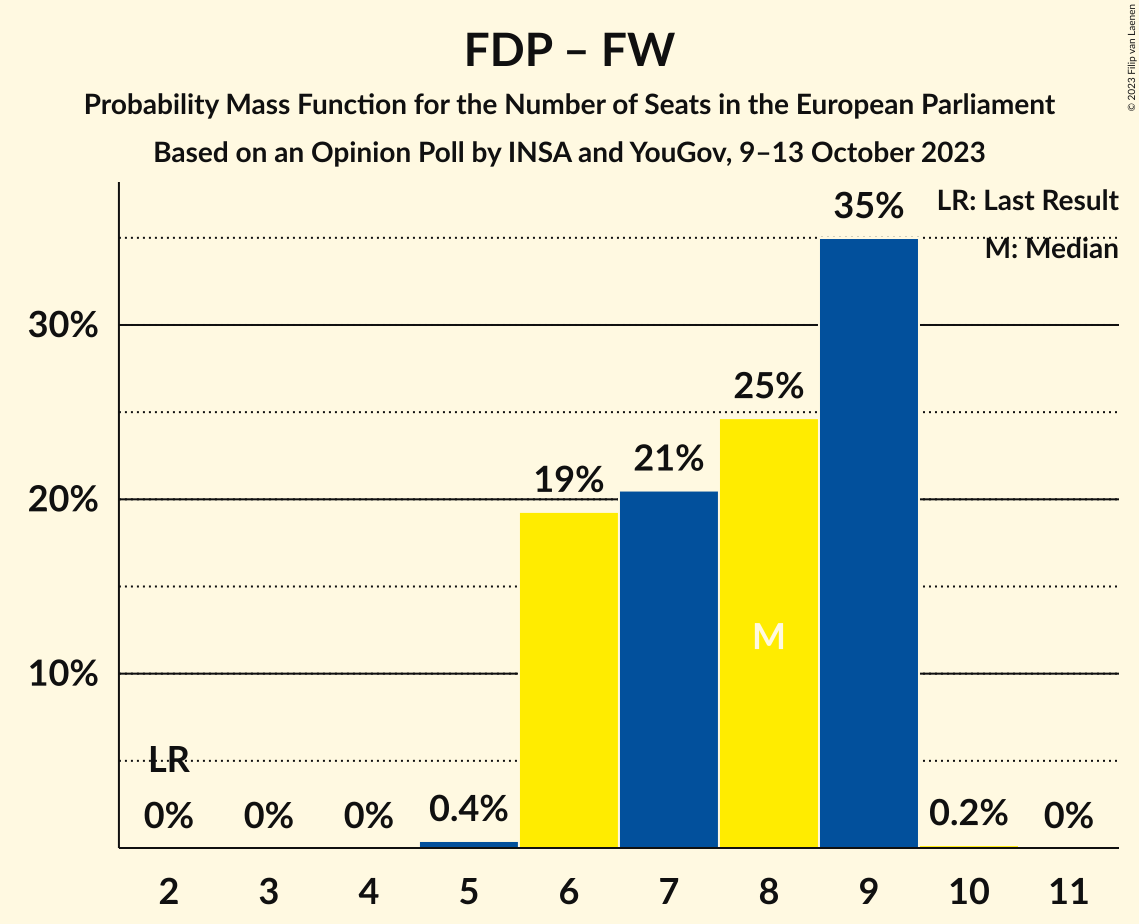 FDP – FW
Probability Mass Function for the Number of Seats in the European Parliament
Based on an Opinion Poll by INSA and YouGov, 9–13 October 2023
© 2023 Filip van Laenen
LR: Last Result
M: Median
30%
20%
10%
LR
0%
0%
0%
0.4%
19%
21%
25%
35%
0.2%
0%
M
2
3
4
5
6
7
8
9
10
11